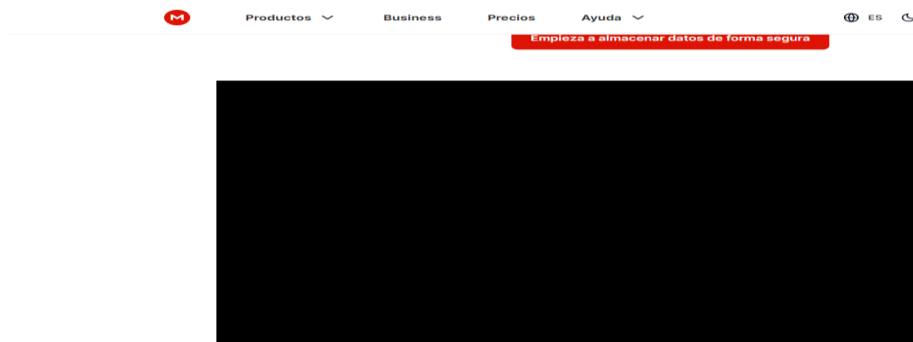 M Productos Business Precios Ayuda ES
Empieza a almacenar datos de forma segura